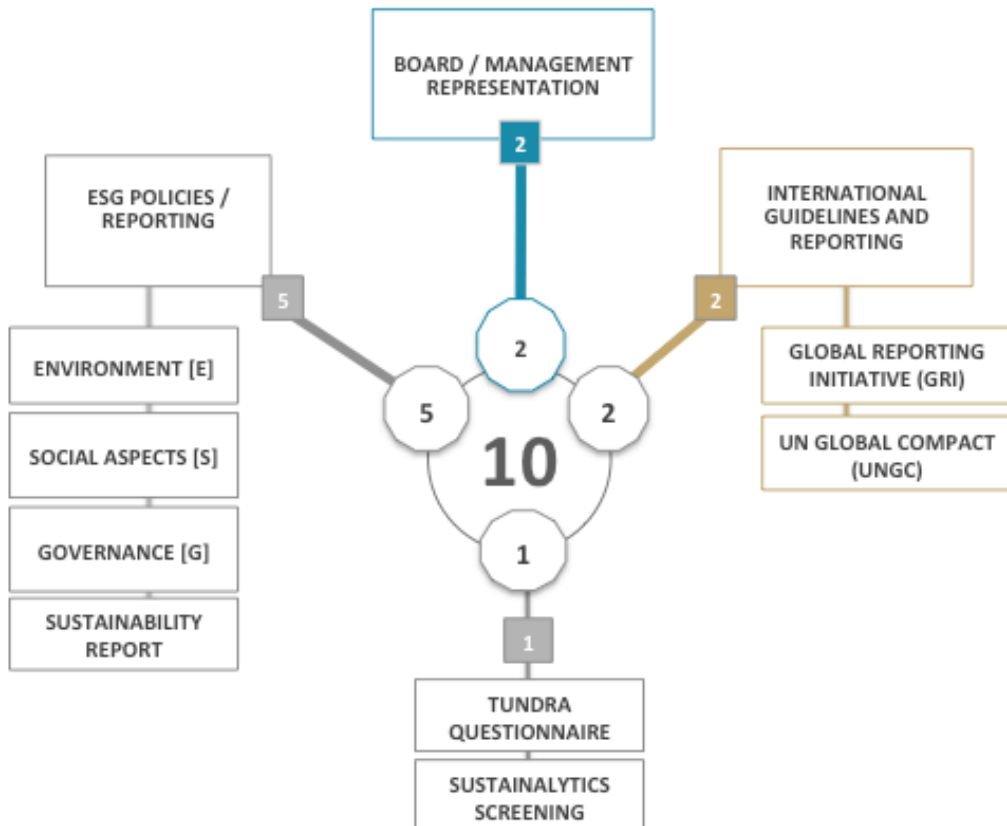 BOARD / MANAGEMENT
REPRESENTATION
2
ESG POLICIES /
REPORTING
5
INTERNATIONAL
GUIDELINES AND
REPORTING
2
ENVIRONMENT [E]
SOCIAL ASPECTS [S]
GOVERNANCE [G]
SUSTAINABILITY
REPORT
GLOBAL REPORTING
INITIATIVE (GRI)
UN GLOBAL COMPACT
(UNGC)
2
5
2
10
1
1
TUNDRA
QUESTIONNAIRE
SUSTAINALYTICS
SCREENING